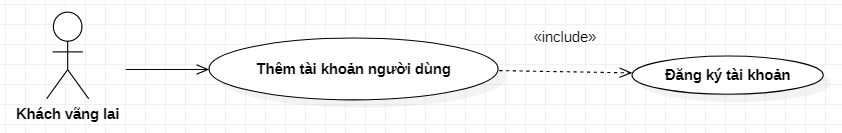 «include»
Thêm tài khoản người dùng
Đăng ký tài khoản
Khách vãng lai